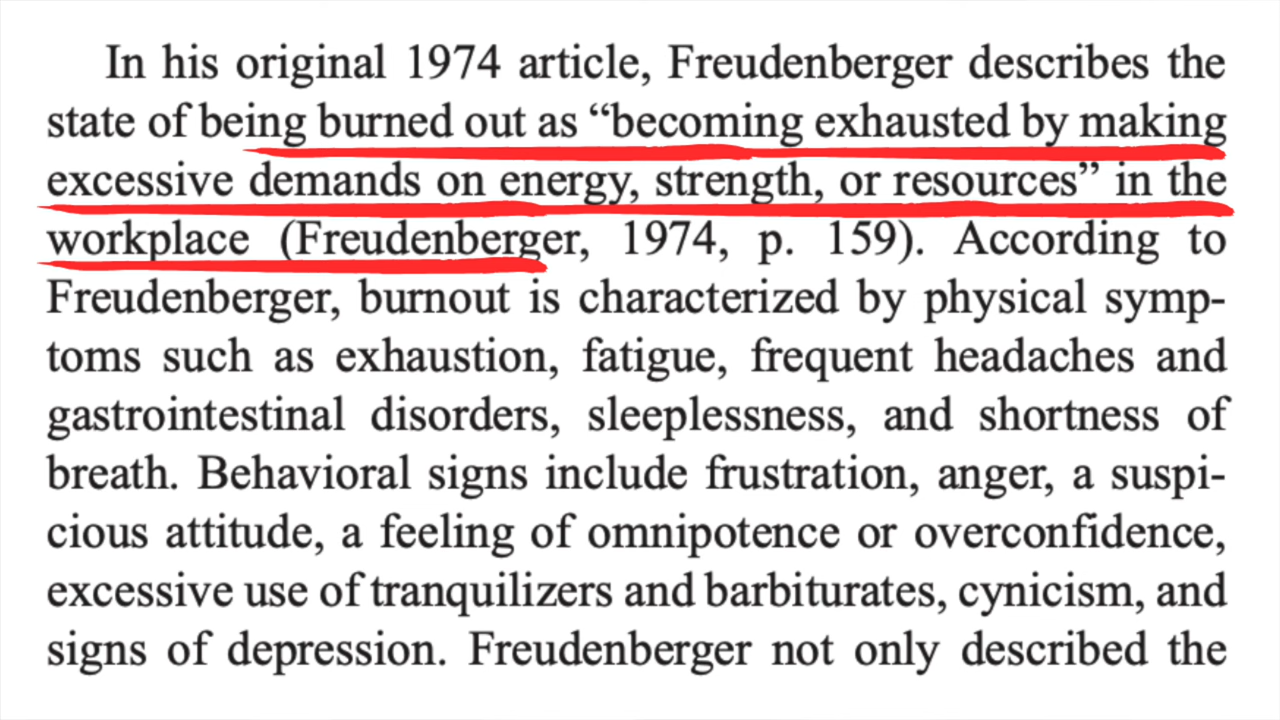 In his original 1974 article, Freudenberger describes the
state of being burned out as “becoming exhausted by making
excessive demands on energy, strength, or resources” in the
workplace (Freudenberger, 1974, p. 159). According to
Freudenberger, burnout is characterized by physical symp-
toms such as exhaustion, fatigue, frequent headaches and
gastrointestinal disorders, sleeplessness, and shortness of
breath. Behavioral signs include frustration, anger, a suspi-
cious attitude, a feeling of omnipotence or overconfidence,
excessive use of tranquilizers and barbiturates, cynicism, and
signs of depression. Freudenberger not only described the